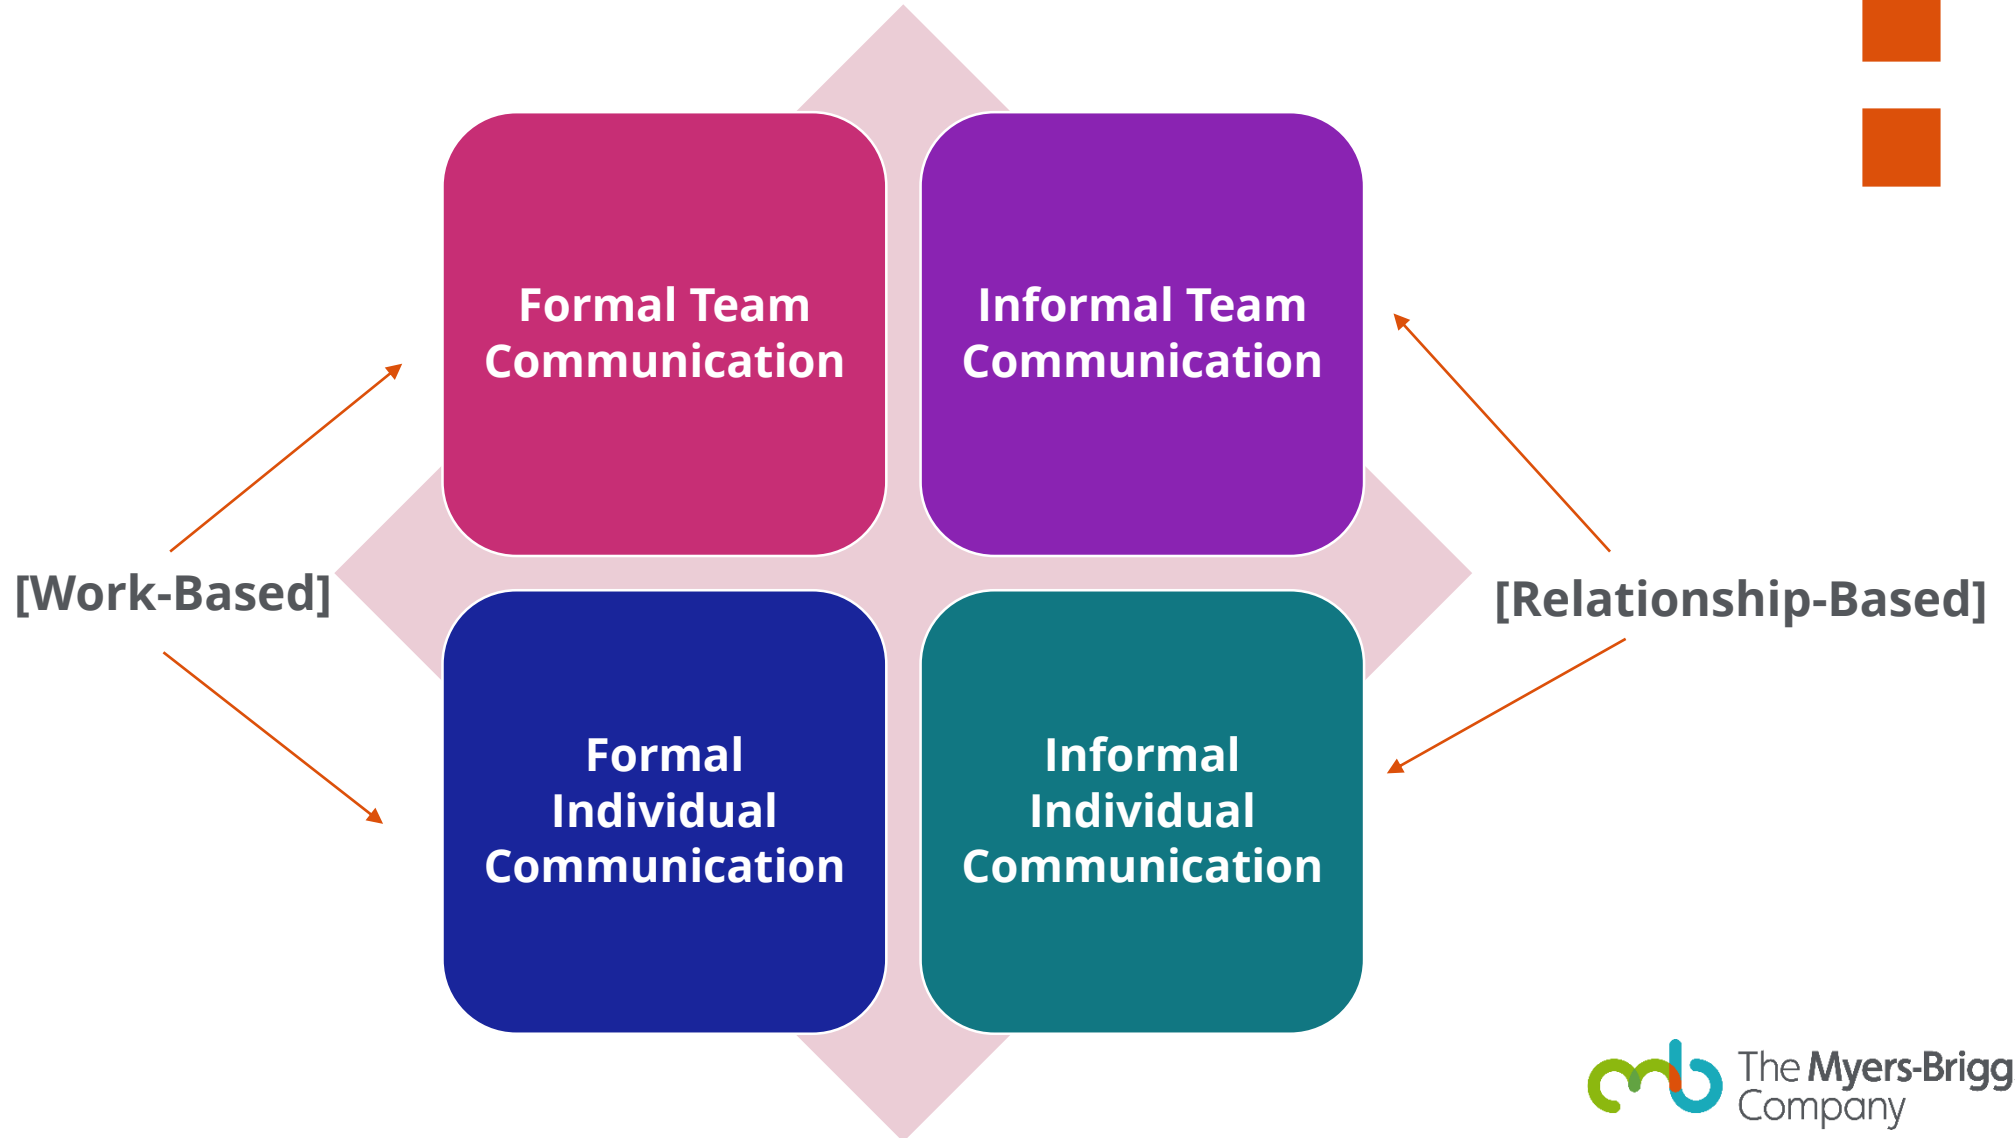 Formal Team
Communication
Informal Team
Communication
[Work-Based]
[Relationship-Based]
Formal
Individual
Communication
Informal
Individual
Communication
The Myers-Brigg
Company